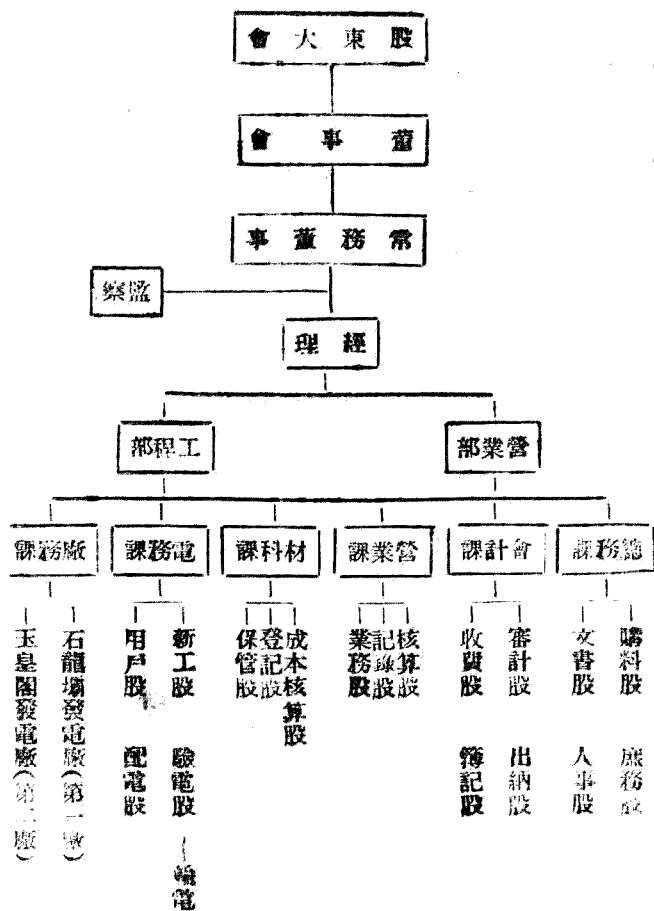 股東大會
董事會
常務董事
監察
經理
營業部
工程部
總務課
會計課
營業課
材料課
電務課
廠務課
購料股
庶務股
文書股
人事股
審計股
出納股
收費股
簿記股
核算股
記錄股
業務股
成本核算股
登記股
保管股
新工股
驗電股
輸電
用戶股
配電股
石龍壩發電廠(第一廠)
玉皇閣發電廠(第二廠)